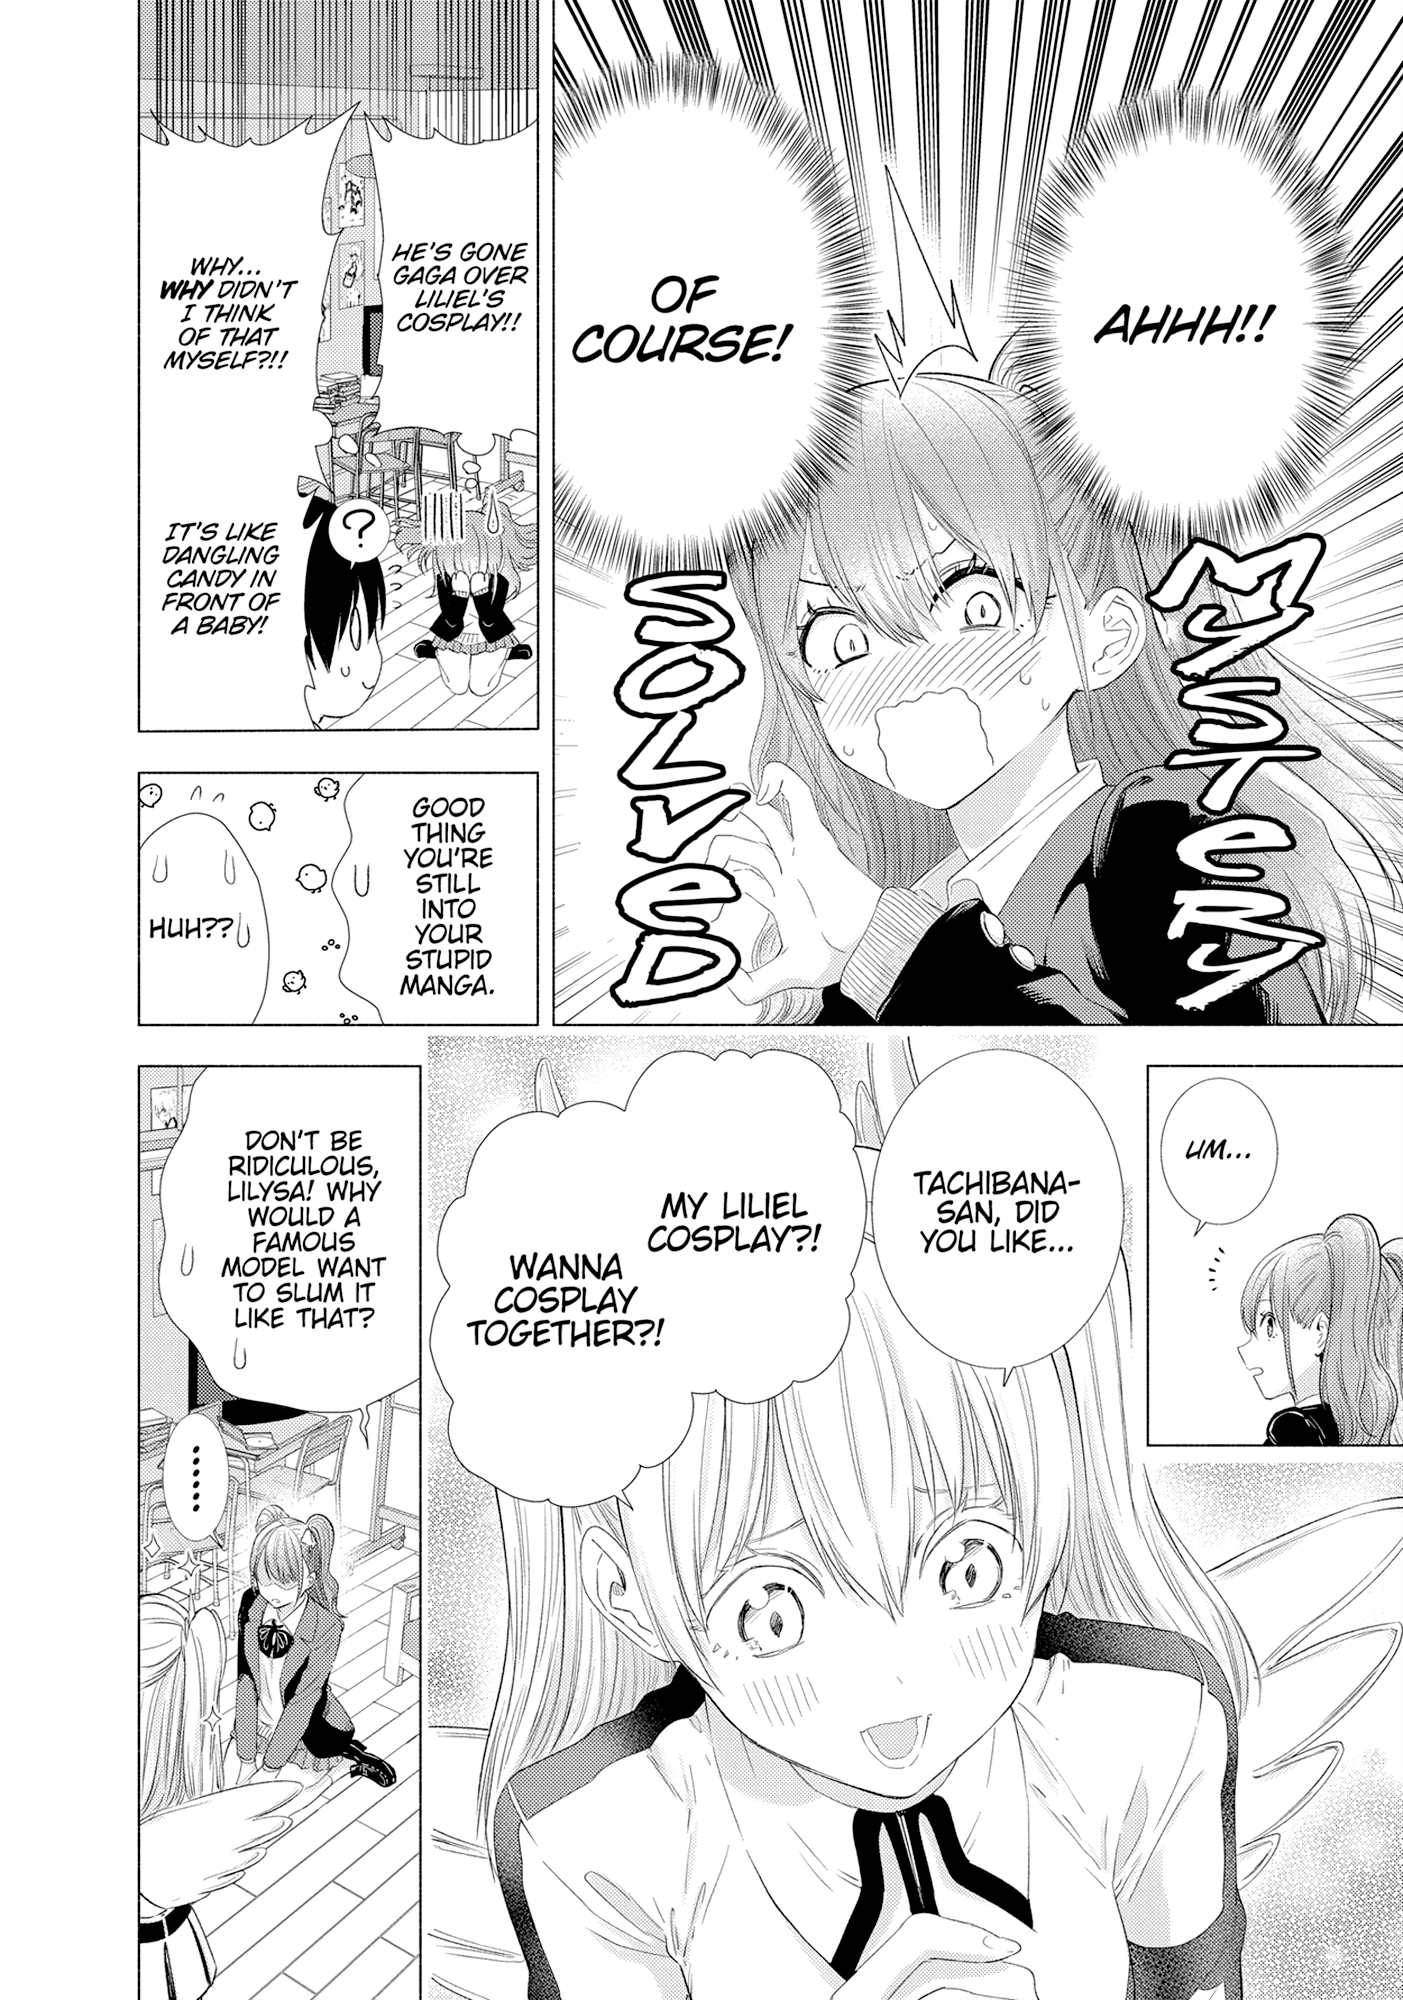 AHHH!!
OF
COURSE!
MYSTERY
SOLVED
HE'S GONE
GAGA OVER
LILIEL'S
COSPLAY!!
WHY...
WHY DIDN'T
I THINK
OF THAT
MYSELF?!!
IT'S LIKE
DANGLING
CANDY IN
FRONT OF
A BABY!
?
GOOD
THING
YOU'RE
STILL
INTO
YOUR
STUPID
MANGA.
HUH??
UM...
TACHIBANA-
SAN, DID
YOU LIKE...
MY LILIEL
COSPLAY?!
WANNA
COSPLAY
TOGETHER?!
DON'T BE
RIDICULOUS,
LILYSA! WHY
WOULD A
FAMOUS
MODEL WANT
TO SLUM IT
LIKE THAT?
......